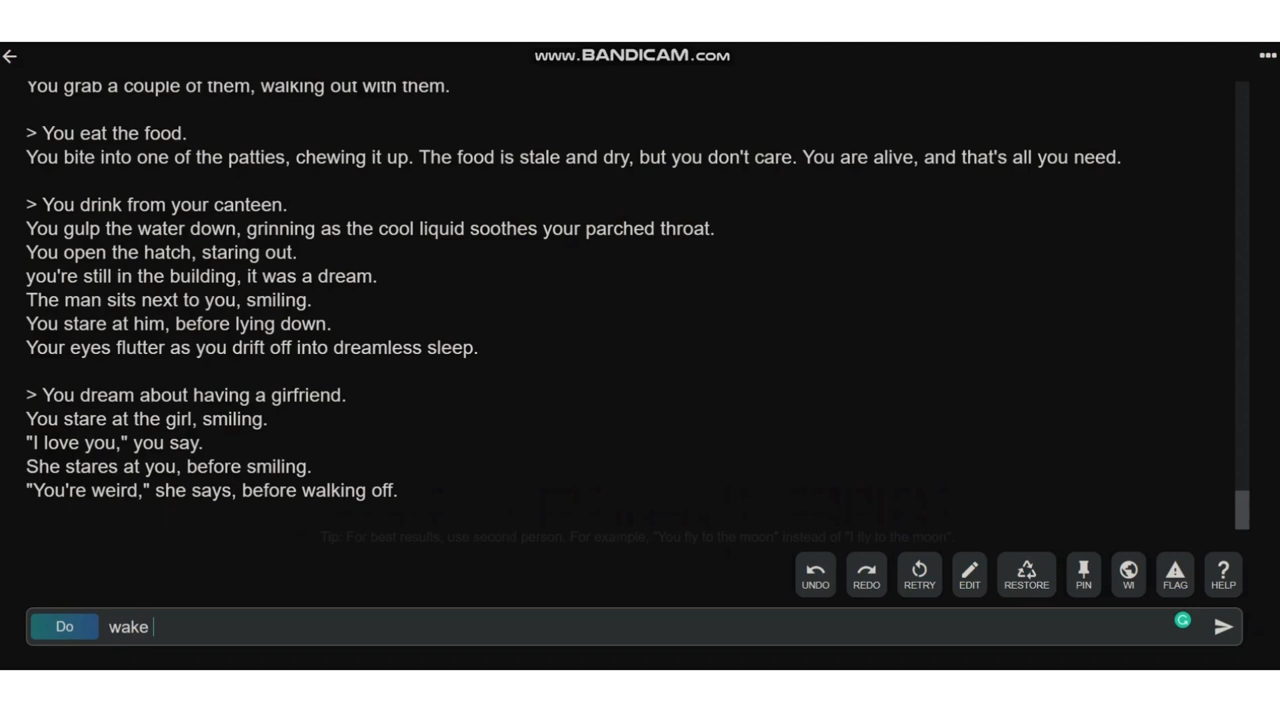 www.BANDICAM.com
You grab a couple of them, walking out with them.
> You eat the food.
You bite into one of the patties, chewing it up. The food is stale and dry, but you don't care. You are alive, and that's all you need.
> You drink from your canteen.
You gulp the water down, grinning as the cool liquid soothes your parched throat.
You open the hatch, staring out.
you're still in the building, it was a dream.
The man sits next to you, smiling.
You stare at him, before lying down.
Your eyes flutter as you drift off into dreamless sleep.
> You dream about having a girlfriend.
You stare at the girl, smiling.
"I love you," you say.
She stares at you, before smiling.
"You're weird," she says, before walking off.
Tip: For best results, use second person. For example, "You fly to the moon" instead of "I fly to the moon".
UNDO REDO RETRY EDIT RESTORE PIN WI FLAG HELP
Do wake